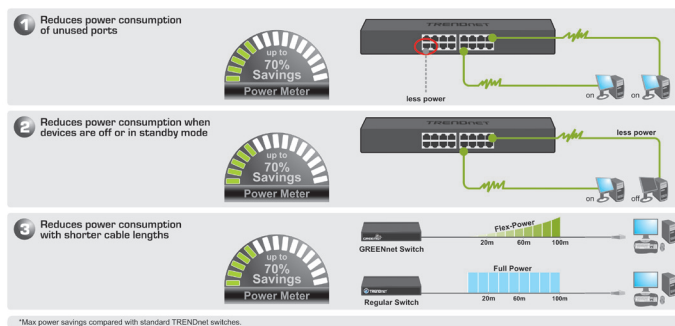 1 Reduces power consumption
of unused ports
up to
70%
Savings
Power Meter
TRENDNET
less power
on
on
2 Reduces power consumption when
devices are off or in standby mode
up to
70%
Savings
Power Meter
TRENDNET
less power
on
off
3 Reduces power consumption
with shorter cable lengths
up to
70%
Savings
Power Meter
GREENnet Switch
Flex-Power
20m 60m 100m
Full Power
TRENDNET
Regular Switch
20m 60m 100m
*Max power savings compared with standard TRENDnet switches.